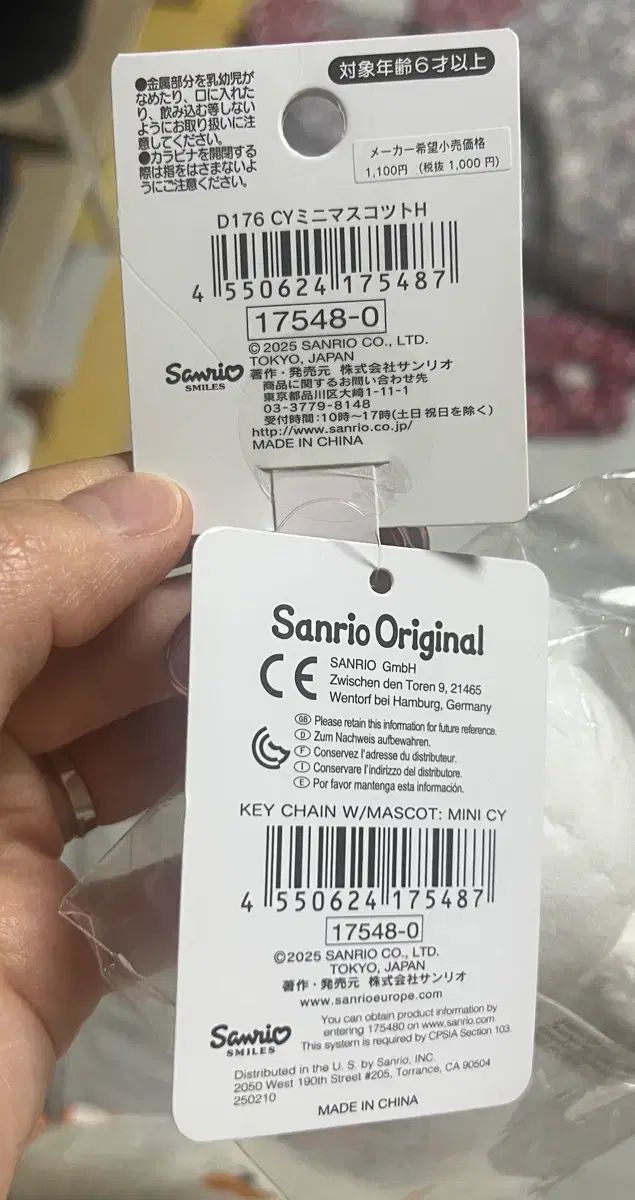 ●金属部分を乳幼児が
なめたり、口に入れた
り、飲み込む等しない
ようにお取り扱いに注
意してください。
●カラビナを開閉する
際は指をはさまないよ
うにご注意ください。
対象年齢6才以上
メーカー希望小売価格
1,100円 (税抜 1,000 円)
D176 CYミニマスコツトH
4 550624 175487
17548-0
© 2025 SANRIO CO., LTD.
TOKYO, JAPAN
Sanrio
SMILES
著作・発売元 株式会社サンリオ
商品に関するお問い合わせ先
東京都品川区大崎1-11-1
03-3779-8148
受付時間:10時〜17時(土日 祝日を除く)
http://www.sanrio.co.jp/
MADE IN CHINA
Sanrio Original
CE
SANRIO GmbH
Zwischen den Toren 9, 21465
Wentorf bei Hamburg, Germany
GB Please retain this information for future reference.
D Zum Nachweis aufbewahren.
F Conservez l'adresse du distributeur.
I Conservare l'indirizzo del distributore.
E Por favor mantenga esta información.
KEY CHAIN W/MASCOT: MINI CY
4 550624 175487
17548-0
©2025 SANRIO CO., LTD.
TOKYO, JAPAN
著作・発売元 株式会社サンリオ
www.sanrioeurope.com
Sanrio
SMILES
You can obtain product information by
entering 175480 on www.sanrio.com.
This system is required by CPSIA Section 103.
Distributed in the U. S. by Sanrio, INC.
2050 West 190th Street #205, Torrance, CA 90504
250210
MADE IN CHINA